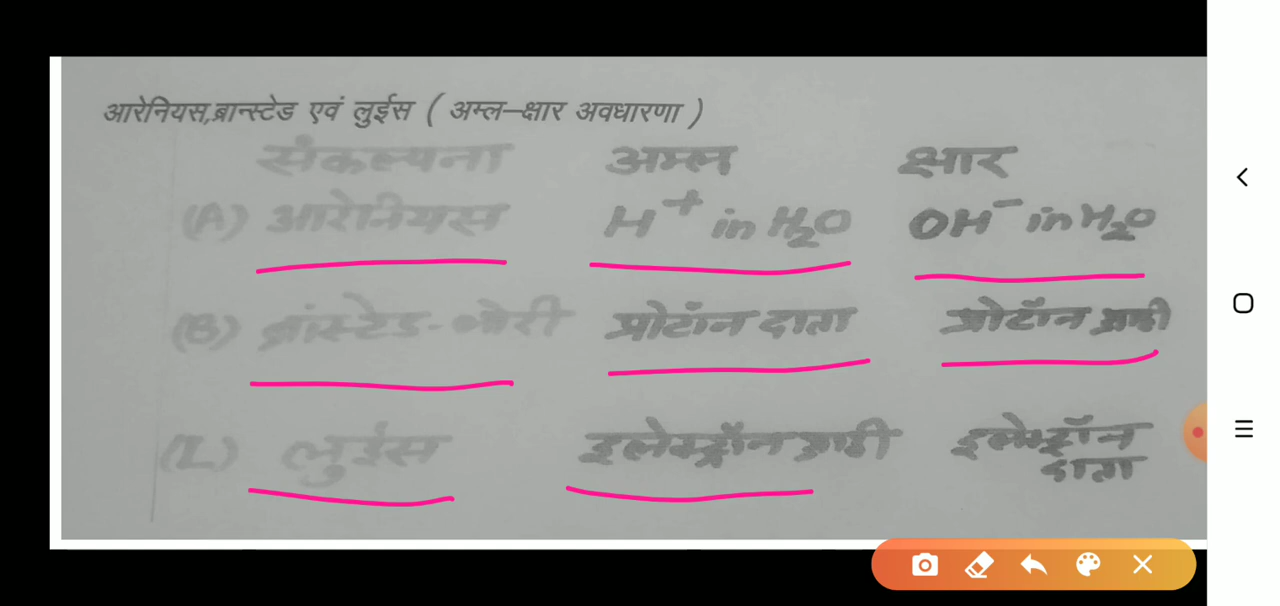 आरेनियस,ब्रान्स्टेड एवं लुईस ( अम्ल–क्षार अवधारणा )
संकल्पना अम्ल क्षार
(A) आरेनियस H⁺ in H₂O OH⁻ in H₂O
(B) ब्रांस्टेड-लोरी प्रोटॉन दाता प्रोटॉन ग्राही
(L) लुईस इलेक्ट्रॉन ग्राही इलेक्ट्रॉन
दाता